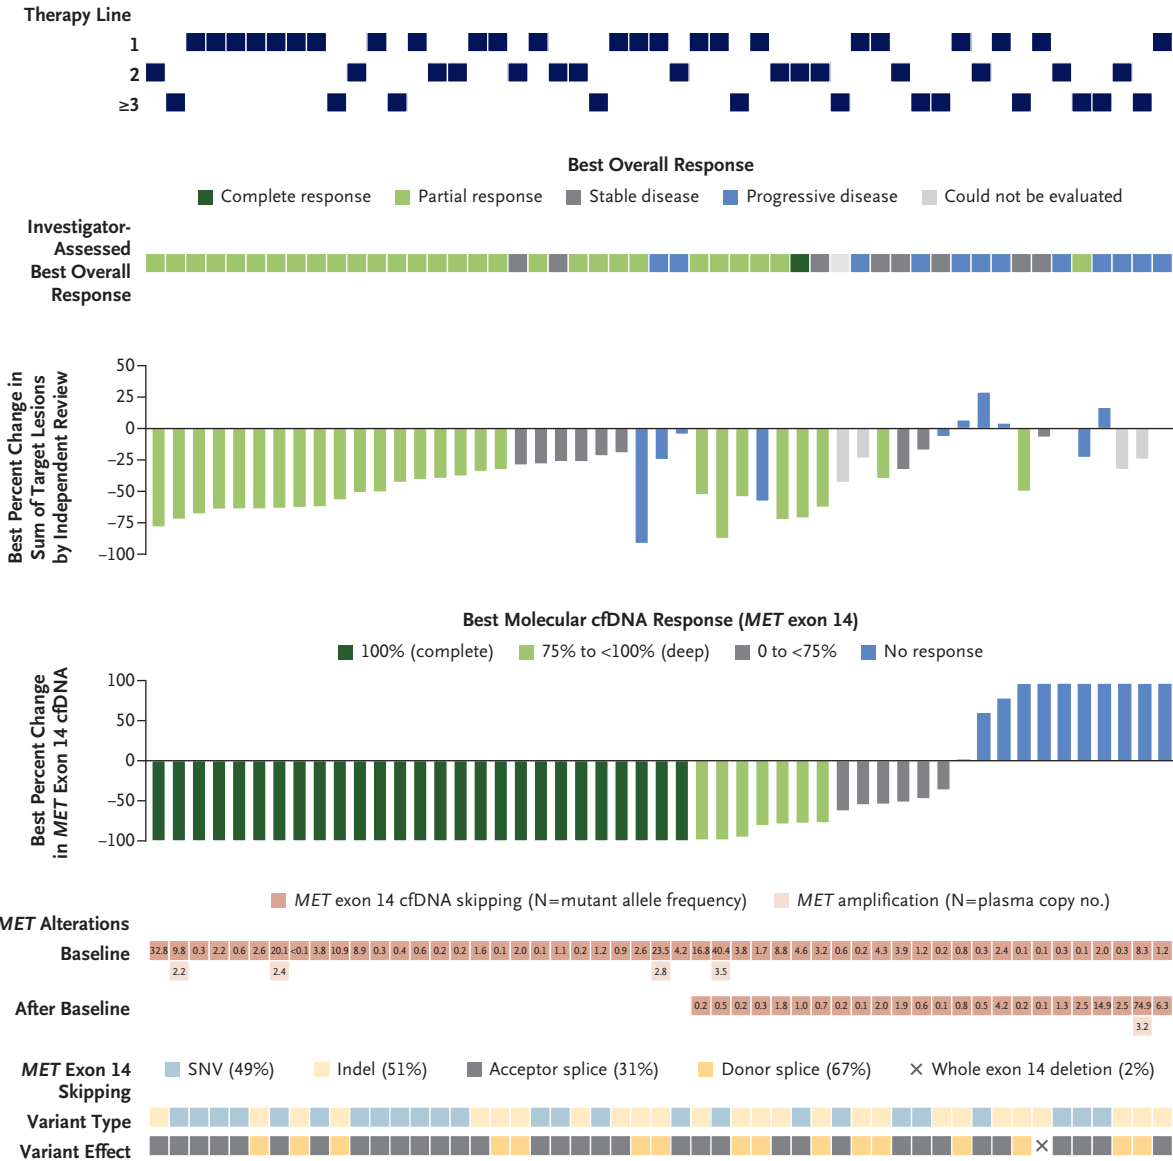 Therapy Line
1
2
≥3
Best Overall Response
Complete response Partial response Stable disease Progressive disease Could not be evaluated
Investigator-
Assessed
Best Overall
Response
Best Percent Change in
Sum of Target Lesions
by Independent Review
50
25
0
−25
−50
−75
−100
Best Molecular cfDNA Response (MET exon 14)
100% (complete) 75% to <100% (deep) 0 to <75% No response
Best Percent Change
in MET Exon 14 cfDNA
100
50
0
−50
−100
MET exon 14 cfDNA skipping (N=mutant allele frequency) MET amplification (N=plasma copy no.)
MET Alterations
Baseline 32.8 9.8 0.3 2.2 0.6 2.6 20.1 <0.1 3.8 10.9 8.9 0.3 0.4 0.6 0.2 0.2 1.6 0.1 2.0 0.1 1.1 0.2 1.2 0.9 2.6 23.5 4.2 16.8 40.4 3.8 1.7 8.8 4.6 3.2 0.6 0.2 4.3 3.9 1.2 0.2 0.8 0.3 2.4 0.1 0.1 0.3 0.1 2.0 0.3 8.3 1.2
2.2 2.4 2.8 3.5
After Baseline 0.2 0.5 0.2 0.3 1.8 1.0 0.7 0.2 0.1 2.0 1.9 0.6 0.1 0.8 0.5 4.2 0.2 0.1 1.3 2.5 14.9 2.5 74.9 6.3
3.2
MET Exon 14
Skipping
SNV (49%) Indel (51%) Acceptor splice (31%) Donor splice (67%) × Whole exon 14 deletion (2%)
Variant Type
Variant Effect ×